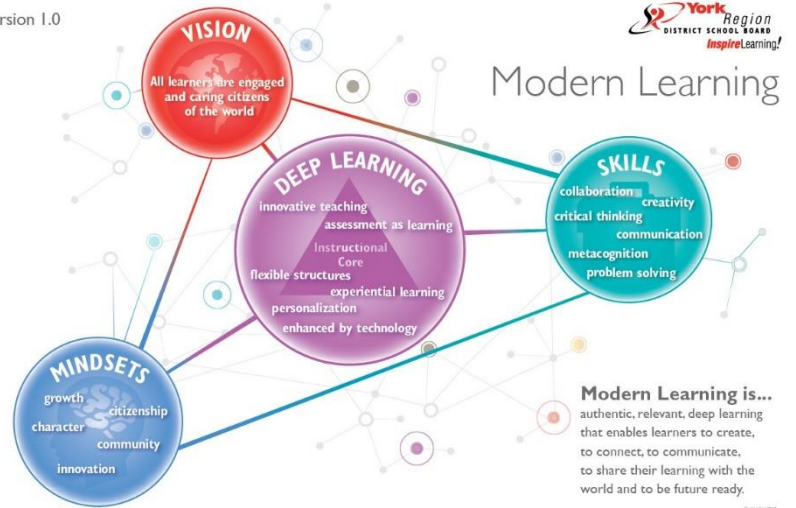 ersion 1.0
York Region
DISTRICT SCHOOL BOARD
InspireLearning!
Modern Learning
VISION
All learners are engaged
and caring citizens
of the world
DEEP LEARNING
innovative teaching
assessment as learning
Instructional
Core
flexible structures
experiential learning
personalization
enhanced by technology
SKILLS
collaboration
creativity
critical thinking
communication
metacognition
problem solving
MINDSETS
growth
citizenship
character
community
innovation
Modern Learning is...
authentic, relevant, deep learning
that enables learners to create,
to connect, to communicate,
to share their learning with the
world and to be future ready.